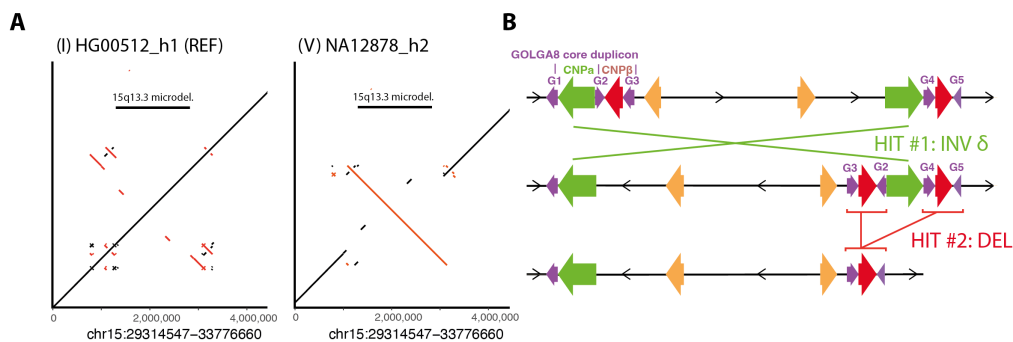 A
B
(I) HG00512_h1 (REF)
(V) NA12878_h2
15q13.3 microdel.
15q13.3 microdel.
0
2,000,000
4,000,000
chr15:29314547−33776660
0
2,000,000
4,000,000
chr15:29314547−33776660
GOLGA8 core duplicon
CNPa
CNPβ
G1
G2
G3
G4
G5
HIT #1: INV δ
G3
G2
G4
G5
HIT #2: DEL